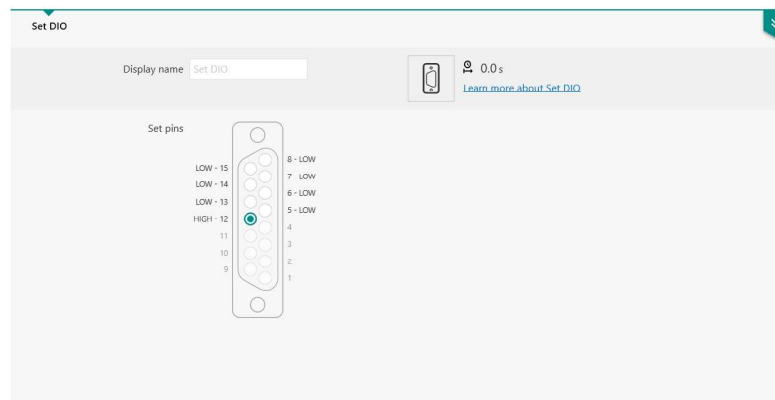 Set DIO
Display name Set DIO
0.0 s
Learn more about Set DIO
Set pins
8 - LOW
LOW - 15
7 - LOW
LOW - 14
6 - LOW
LOW - 13
5 - LOW
HIGH - 12
4
11
3
10
2
9
1